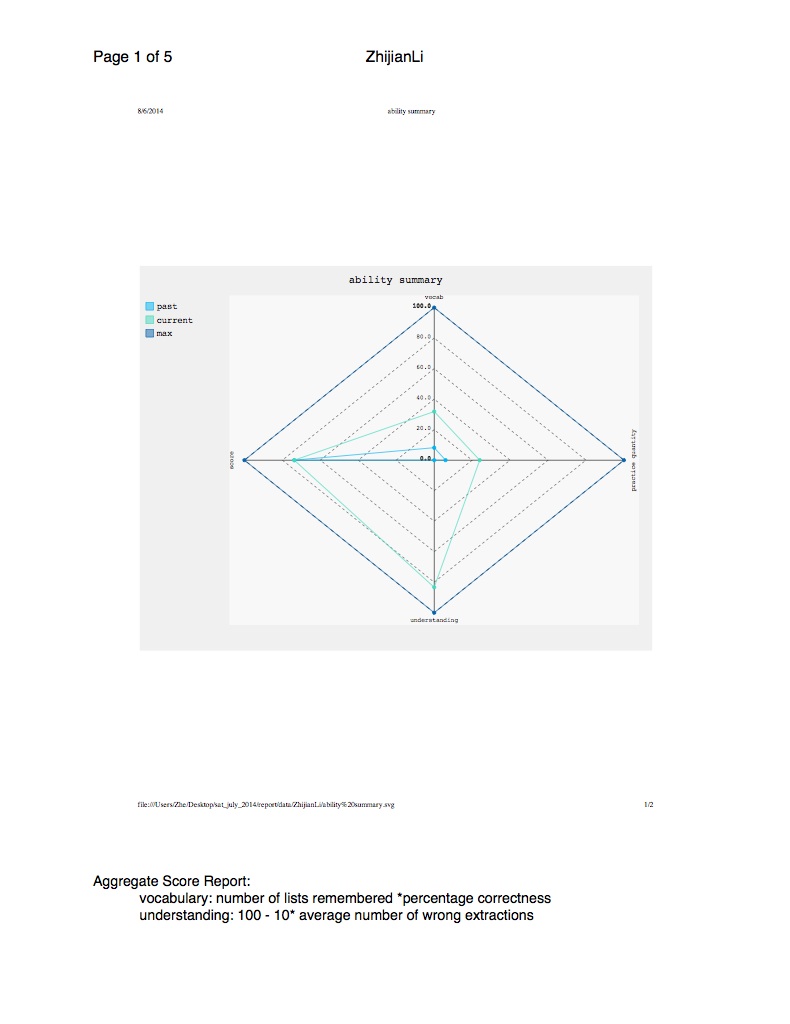 Page 1 of 5 ZhijianLi
8/6/2014 ability summary
ability summary
past
current
max
vocab
100.0
80.0
60.0
40.0
20.0
0.0
score
practice quantity
understanding
file:///Users/Zhe/Desktop/sat_july_2014/report/data/ZhijianLi/ability%20summary.svg 1/2
Aggregate Score Report:
vocabulary: number of lists remembered *percentage correctness
understanding: 100 - 10* average number of wrong extractions